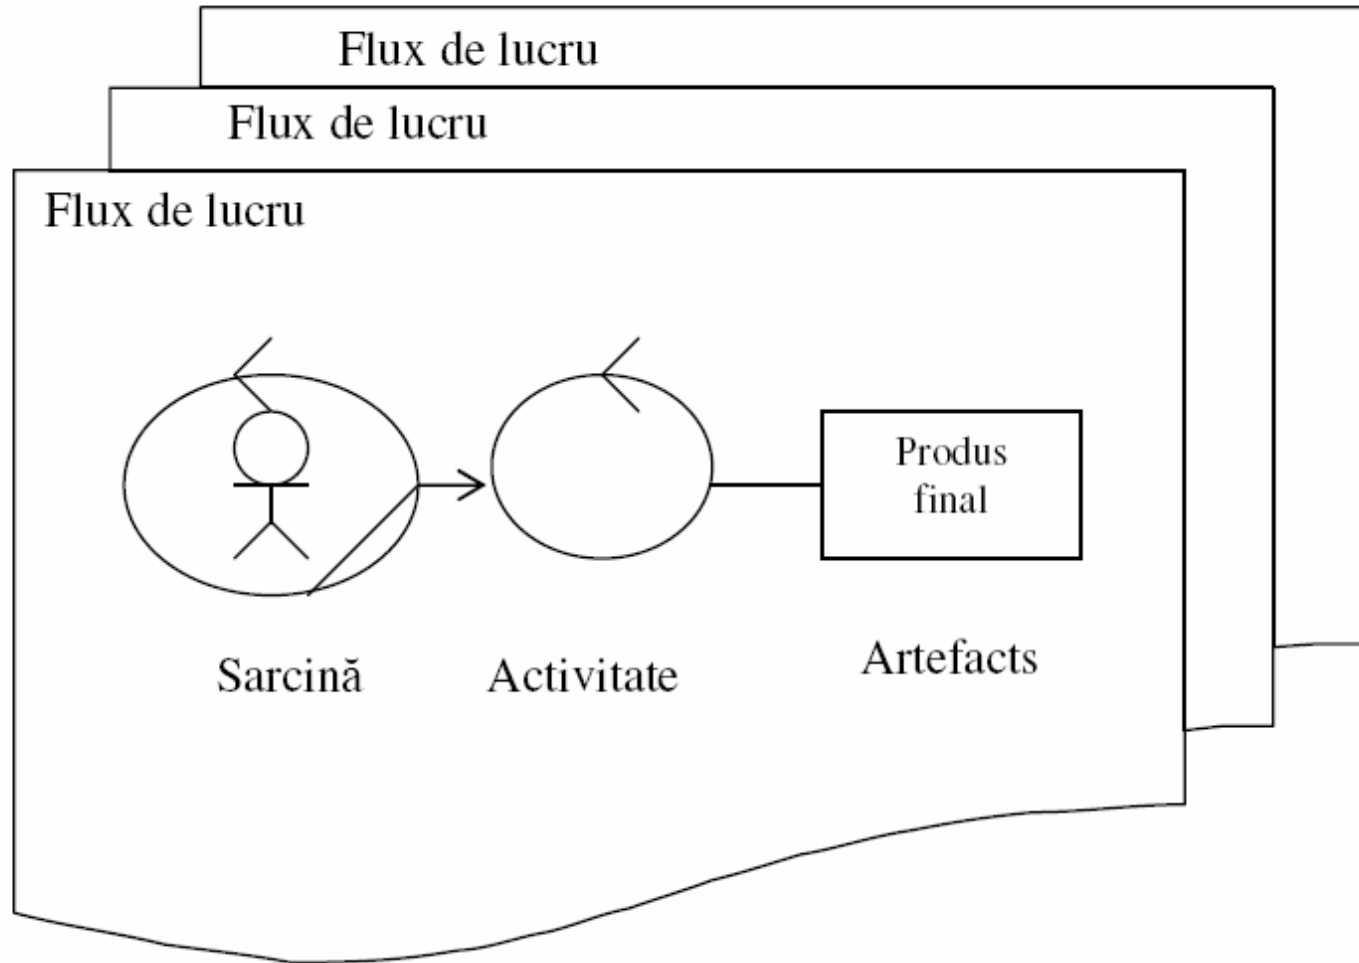 Flux de lucru
Flux de lucru
Flux de lucru
Produs
final
Sarcină
Activitate
Artefacts